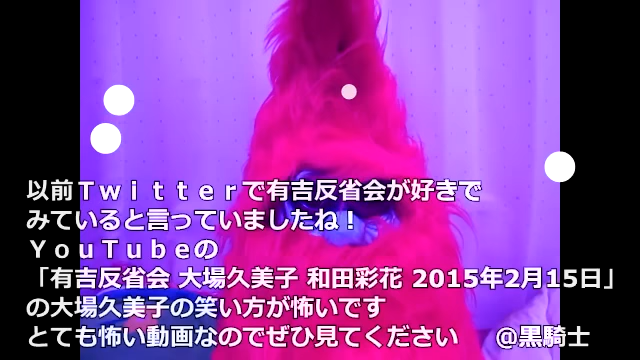 以前Ｔｗｉｔｔｅｒで有吉反省会が好きで
みていると言っていましたね！
ＹｏｕＴｕｂｅの
「有吉反省会 大場久美子 和田彩花 2015年2月15日」
の大場久美子の笑い方が怖いです
とても怖い動画なのでぜひ見てください　＠黒騎士